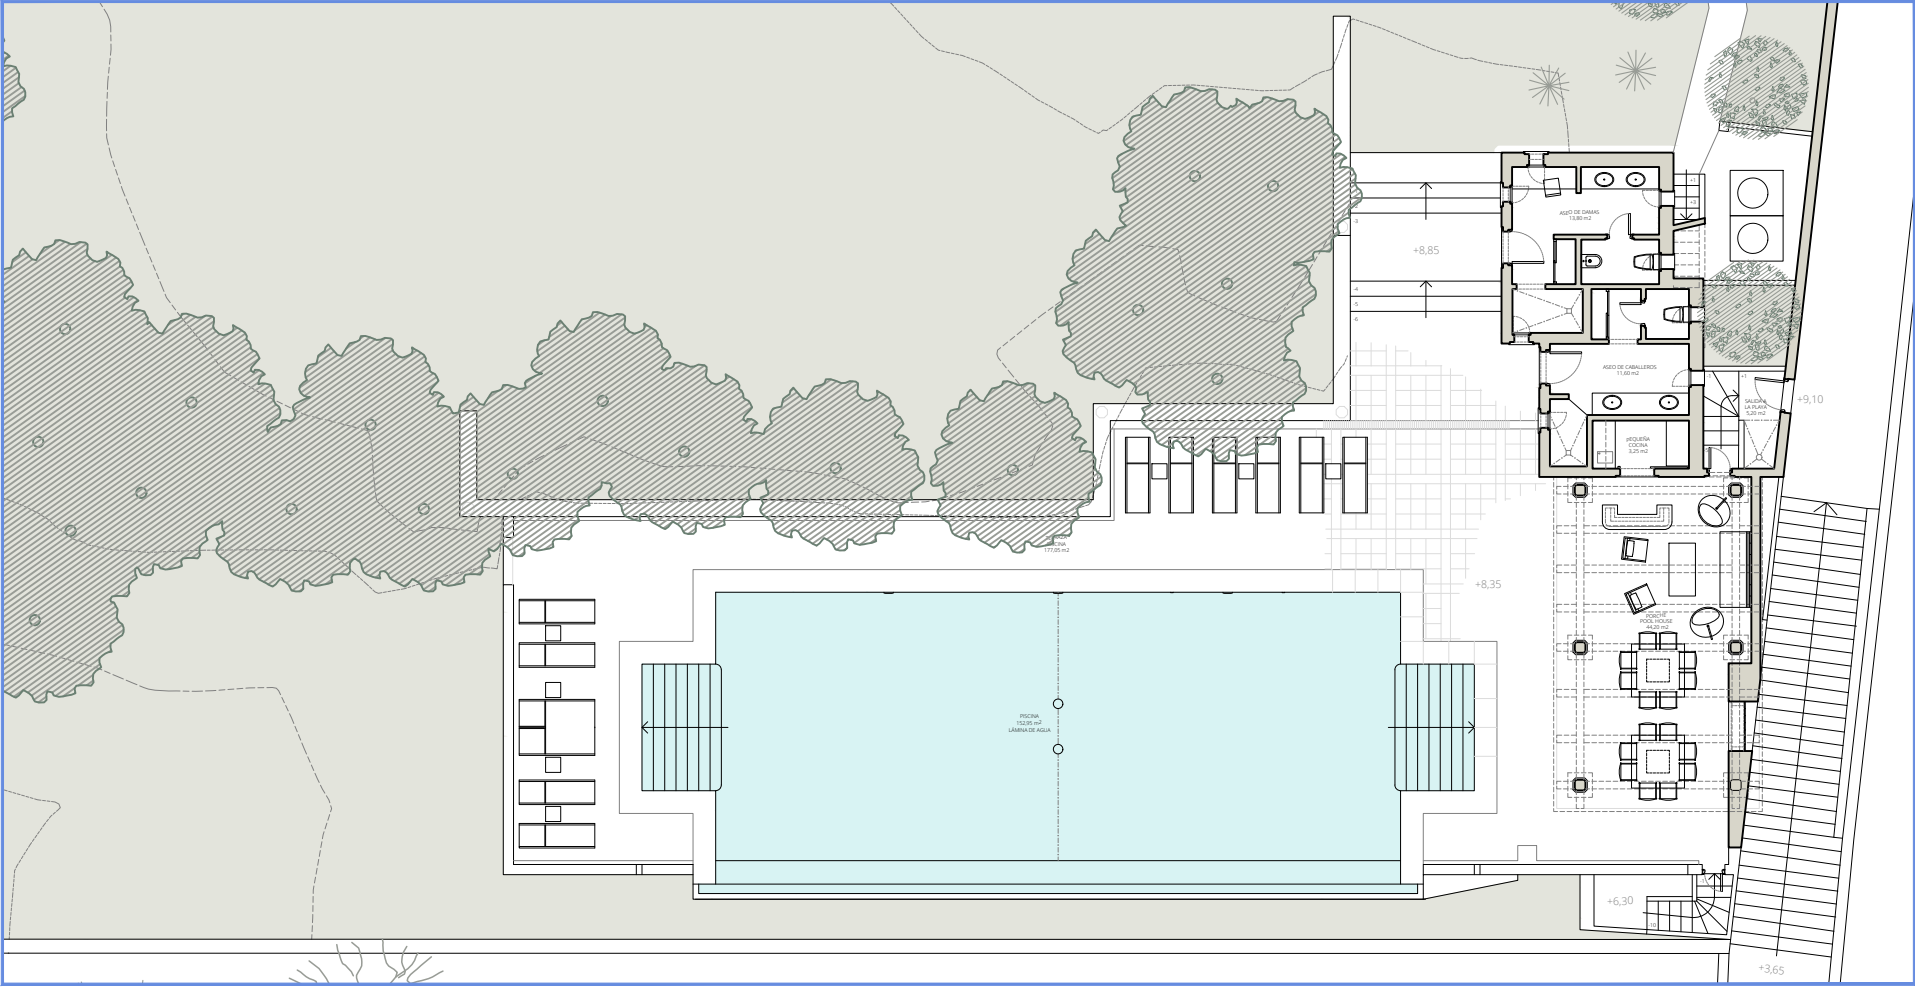 ASEO DE DAMAS
13,80 m2
+8,85
ASEO DE CABALLEROS
11,60 m2
SALIDA A
LA PLAYA
5,20 m2
+9,10
PEQUEÑA
COCINA
3,25 m2
177,05 m2
+8,35
PORCHE
POOL HOUSE
44,20 m2
PISCINA
152,95 m2
LÁMINA DE AGUA
+6,30
+3,65